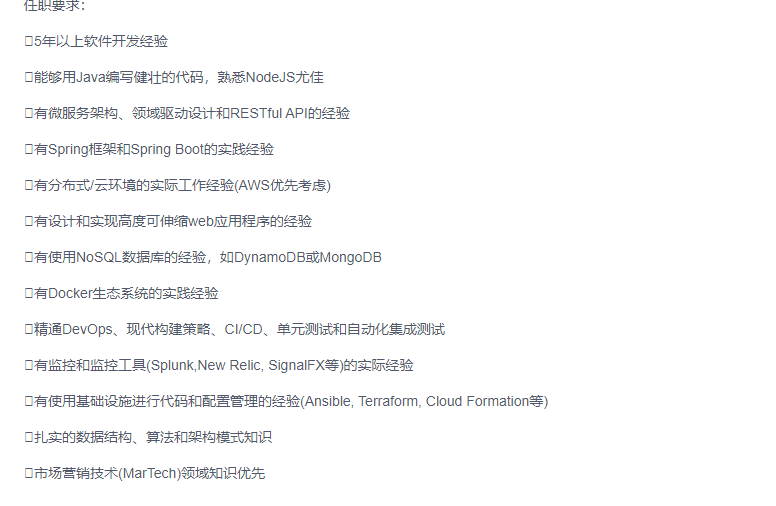 任职要求：
□5年以上软件开发经验
□能够用Java编写健壮的代码，熟悉NodeJS尤佳
□有微服务架构、领域驱动设计和RESTful API的经验
□有Spring框架和Spring Boot的实践经验
□有分布式/云环境的实际工作经验(AWS优先考虑)
□有设计和实现高度可伸缩web应用程序的经验
□有使用NoSQL数据库的经验，如DynamoDB或MongoDB
□有Docker生态系统的实践经验
□精通DevOps、现代构建策略、CI/CD、单元测试和自动化集成测试
□有监控和监控工具(Splunk,New Relic, SignalFX等)的实际经验
□有使用基础设施进行代码和配置管理的经验(Ansible, Terraform, Cloud Formation等)
□扎实的数据结构、算法和架构模式知识
□市场营销技术(MarTech)领域知识优先